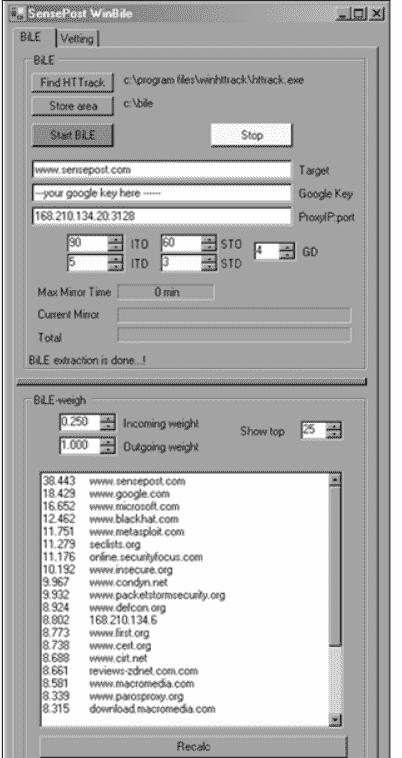 SensePost WinBile
BiLE Vetting
BiLE
Find HTTrack c:\program files\winhttrack\httrack.exe
Store area c:\bile
Start BiLE Stop
www.sensepost.com Target
---your google key here ------ Google Key
168.210.134.20:3128 ProxyIP:port
90 ITO 60 STO 4 GD
5 ITD 3 STD
Max Mirror Time 0 min
Current Mirror
Total
BiLE extraction is done...!
BiLE-weigh
0.250 Incoming weight Show top 25
1.000 Outgoing weight
38.443 www.sensepost.com
18.429 www.google.com
16.652 www.microsoft.com
12.462 www.blackhat.com
11.751 www.metasploit.com
11.279 seclists.org
11.176 online.securityfocus.com
10.192 www.insecure.org
9.967 www.condyn.net
9.932 www.packetstormsecurity.org
8.924 www.defcon.org
8.802 168.210.134.6
8.773 www.first.org
8.738 www.cert.org
8.688 www.cirt.net
8.661 reviews-zdnet.com.com
8.581 www.macromedia.com
8.339 www.parosproxy.org
8.315 download.macromedia.com
Recalc